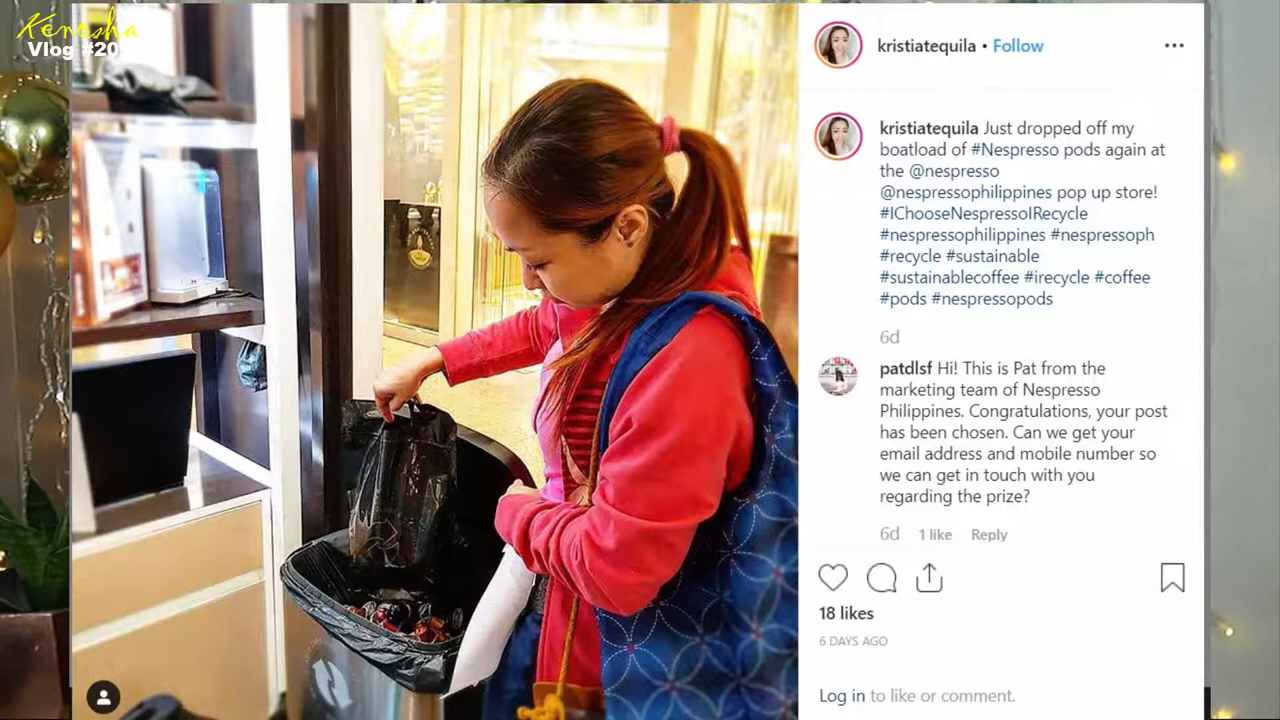 Kenesha
Vlog #20
kristiatequila • Follow
kristiatequila Just dropped off my
boatload of #Nespresso pods again at
the @nespresso
@nespressophilippines pop up store!
#IChooseNespressoIRecycle
#nespressophilippines #nespressoph
#recycle #sustainable
#sustainablecoffee #irecycle #coffee
#pods #nespressopods
6d
patdlsf Hi! This is Pat from the
marketing team of Nespresso
Philippines. Congratulations, your post
has been chosen. Can we get your
email address and mobile number so
we can get in touch with you
regarding the prize?
6d 1 like Reply
18 likes
6 DAYS AGO
Log in to like or comment.